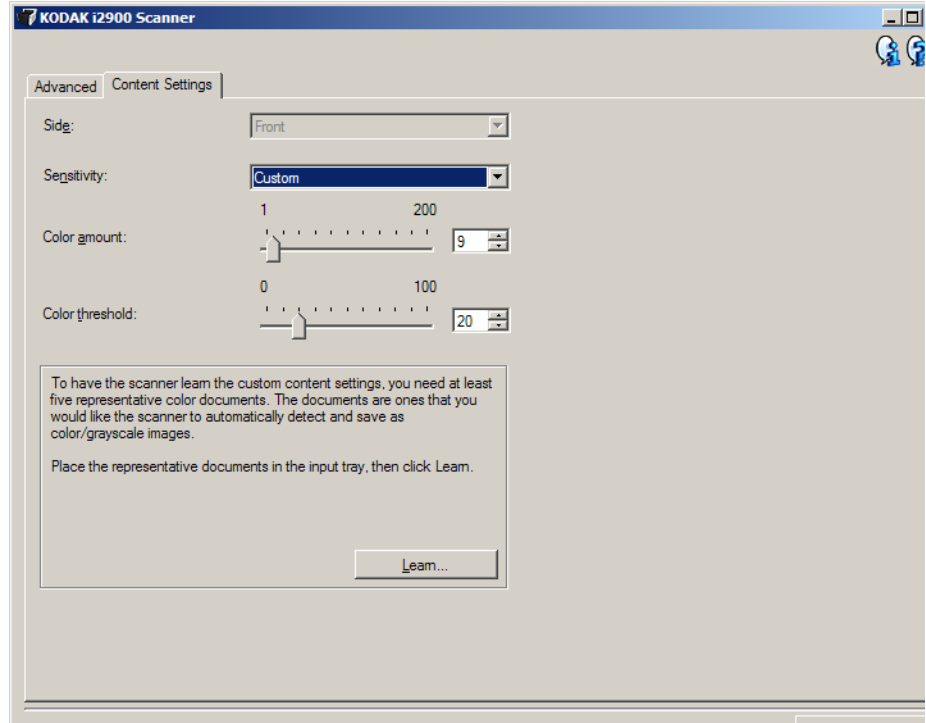 KODAK i2900 Scanner
Advanced
Content Settings
Side:
Front
Sensitivity:
Custom
1
200
Color amount:
9
0
100
Color threshold:
20
To have the scanner learn the custom content settings, you need at least
five representative color documents. The documents are ones that you
would like the scanner to automatically detect and save as
color/grayscale images.
Place the representative documents in the input tray, then click Learn.
Learn...